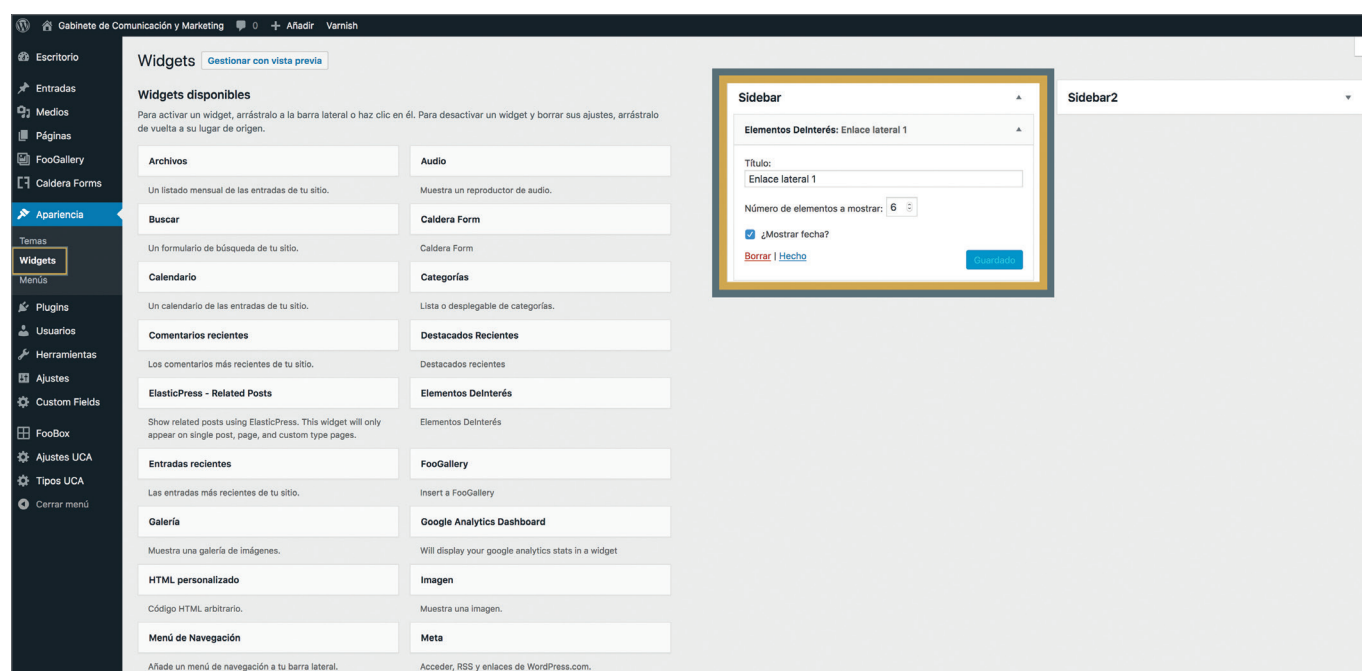 Gabinete de Comunicación y Marketing 0 + Añadir Varnish
Escritorio
Entradas
Medios
Páginas
FooGallery
Caldera Forms
Apariencia
Temas
Widgets
Menús
Plugins
Usuarios
Herramientas
Ajustes
Custom Fields
FooBox
Ajustes UCA
Tipos UCA
Cerrar menú
Widgets Gestionar con vista previa
Widgets disponibles
Para activar un widget, arrástralo a la barra lateral o haz clic en él. Para desactivar un widget y borrar sus ajustes, arrástralo
de vuelta a su lugar de origen.
Archivos
Un listado mensual de las entradas de tu sitio.
Audio
Muestra un reproductor de audio.
Buscar
Un formulario de búsqueda de tu sitio.
Caldera Form
Caldera Form
Calendario
Un calendario de las entradas de tu sitio.
Categorías
Lista o desplegable de categorías.
Comentarios recientes
Los comentarios más recientes de tu sitio.
Destacados Recientes
Destacados recientes
ElasticPress - Related Posts
Show related posts using ElasticPress. This widget will only
appear on single post, page, and custom type pages.
Elementos DeInterés
Elementos DeInterés
Entradas recientes
Las entradas más recientes de tu sitio.
FooGallery
Insert a FooGallery
Galería
Muestra una galería de imágenes.
Google Analytics Dashboard
Will display your google analytics stats in a widget
HTML personalizado
Código HTML arbitrario.
Imagen
Muestra una imagen.
Menú de Navegación
Añade un menú de navegación a tu barra lateral.
Meta
Acceder, RSS y enlaces de WordPress.com.
Sidebar
Elementos DeInterés: Enlace lateral 1
Título:
Enlace lateral 1
Número de elementos a mostrar: 6
¿Mostrar fecha?
Borrar | Hecho
Guardado
Sidebar2